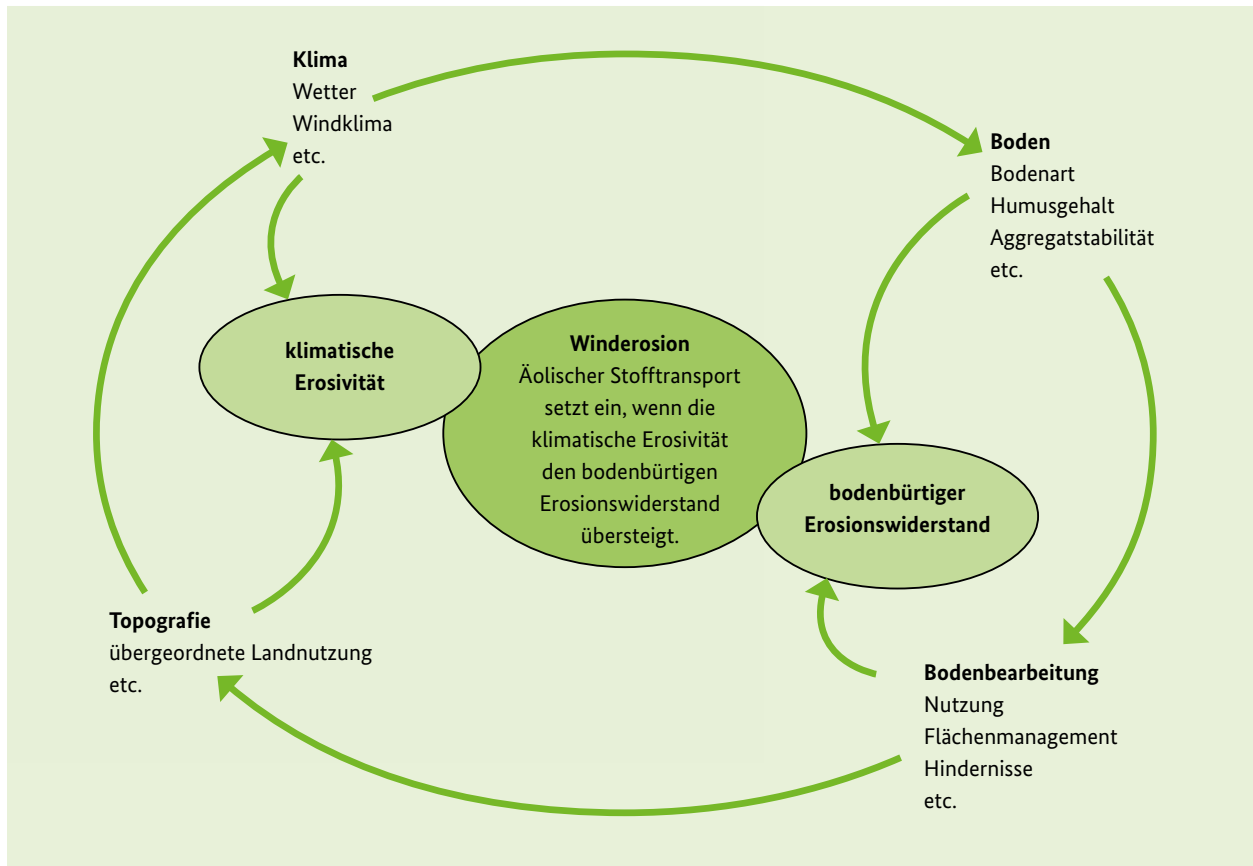 Klima
Wetter
Windklima
etc.
Boden
Bodenart
Humusgehalt
Aggregatstabilität
etc.
klimatische
Erosivität
Winderosion
Äolischer Stofftransport
setzt ein, wenn die
klimatische Erosivität
den bodenbürtigen
Erosionswiderstand
übersteigt.
bodenbürtiger
Erosionswiderstand
Topografie
übergeordnete Landnutzung
etc.
Bodenbearbeitung
Nutzung
Flächenmanagement
Hindernisse
etc.